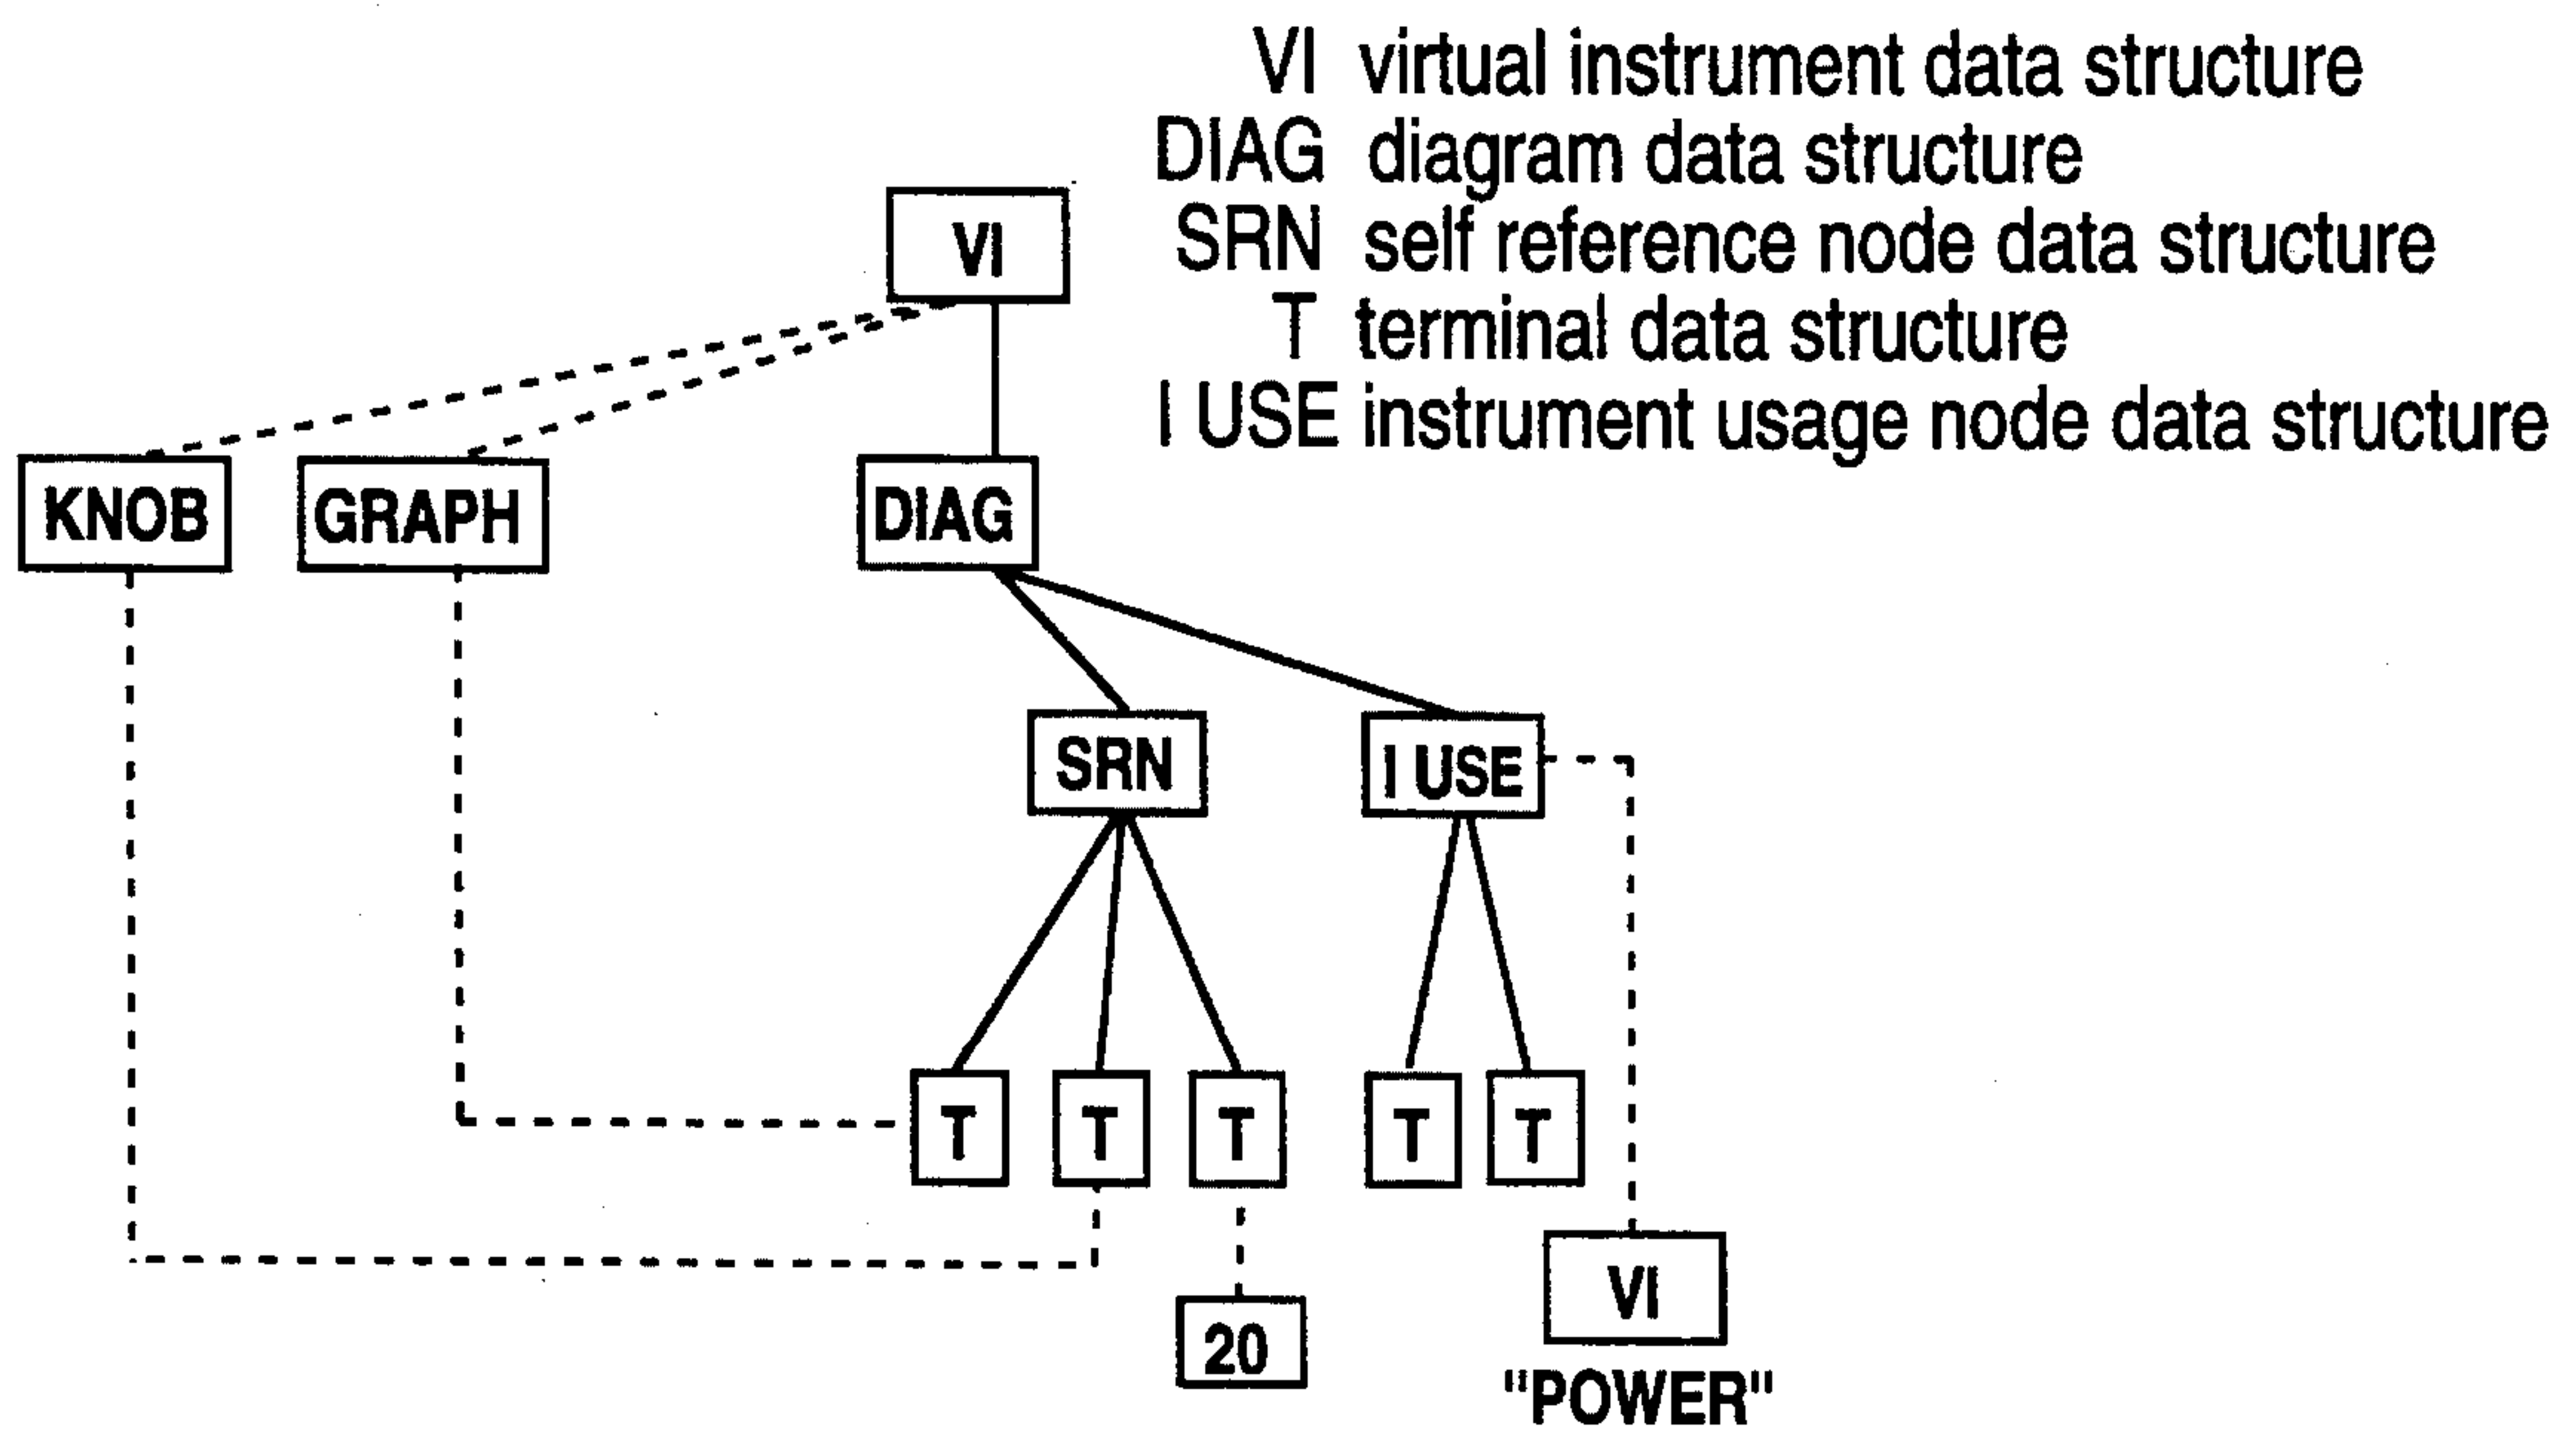 VI virtual instrument data structure
DIAG diagram data structure
SRN self reference node data structure
T terminal data structure
I USE instrument usage node data structure
VI
KNOB GRAPH DIAG
SRN I USE
T T T T T
VI
20
"POWER"